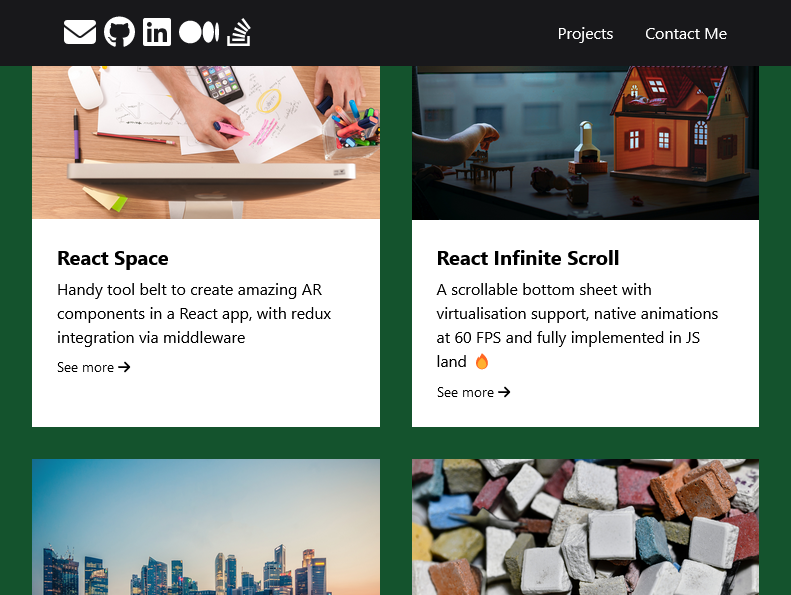 Projects Contact Me
React Space
Handy tool belt to create amazing AR
components in a React app, with redux
integration via middleware
See more
React Infinite Scroll
A scrollable bottom sheet with
virtualisation support, native animations
at 60 FPS and fully implemented in JS
land 🔥
See more